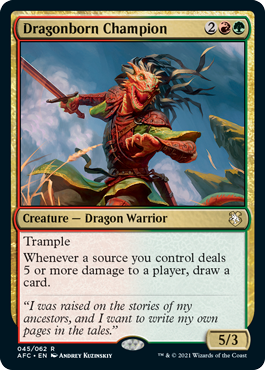 Dragonborn Champion 2
Creature — Dragon Warrior
Trample
Whenever a source you control deals
5 or more damage to a player, draw a
card.
“I was raised on the stories of my
ancestors, and I want to write my own
pages in the tales.”
5/3
045/062 R
AFC • EN Andrey Kuzinskiy
™ & © 2021 Wizards of the Coast